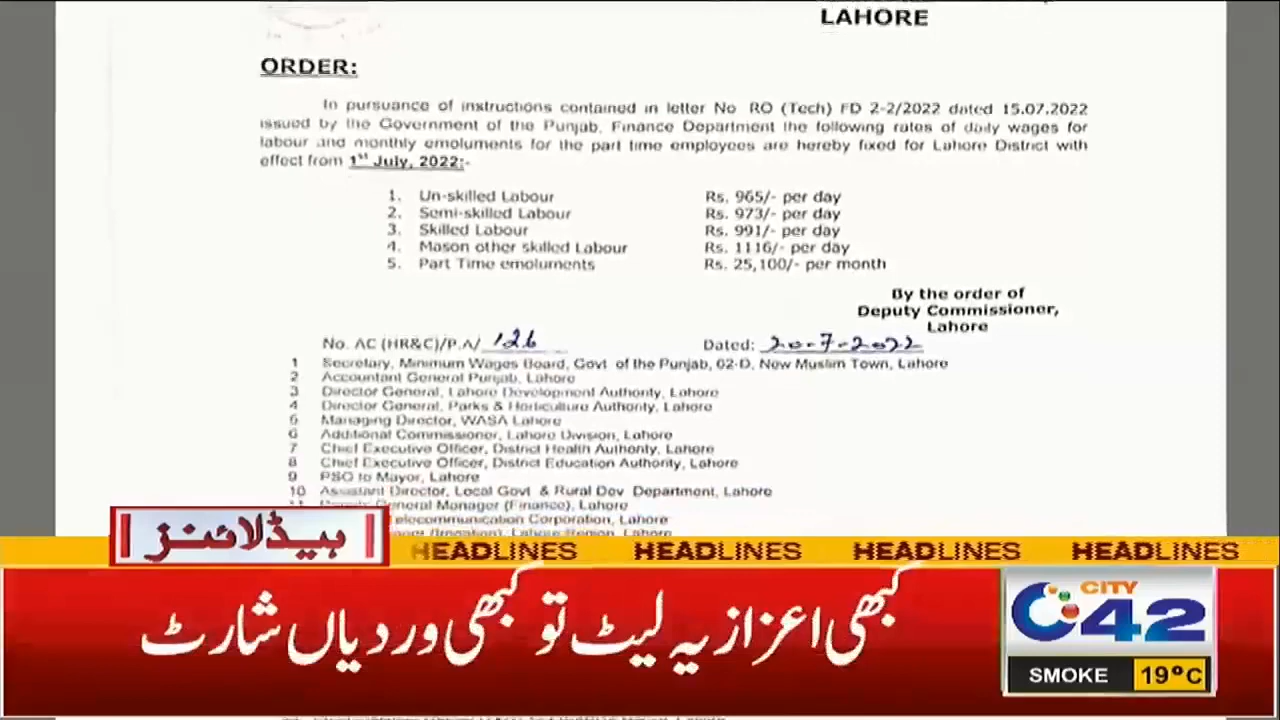 LAHORE
ORDER:
In pursuance of instructions contained in letter No RO (Tech) FD 2-2/2022 dated 15.07.2022
issued by the Government of the Punjab, Finance Department the following rates of daily wages for
labour and monthly emoluments for the part time employees are hereby fixed for Lahore District with
effect from 1st July, 2022:-
1. Un-skilled Labour Rs. 965/- per day
2. Semi-skilled Labour Rs. 973/- per day
3. Skilled Labour Rs. 991/- per day
4. Mason other skilled Labour Rs. 1116/- per day
5. Part Time emoluments Rs. 25,100/- per month
By the order of
Deputy Commissioner,
Lahore
No. AC (HR&C)/P.A/ 126 Dated: 20-7-2022
1 Secretary, Minimum Wages Board, Govt of the Punjab, 62-D, New Muslim Town, Lahore
2 Accountant General Punjab, Lahore
3 Director General, Lahore Development Authority, Lahore
4 Director General, Parks & Horticulture Authority, Lahore
5 Managing Director, WASA Lahore
6 Additional Commissioner, Lahore Division, Lahore
7 Chief Executive Officer, District Health Authority, Lahore
8 Chief Executive Officer, District Education Authority, Lahore
9 PSO to Mayor, Lahore
10 Assistant Director, Local Govt & Rural Dev Department, Lahore
11 General Manager (Finance), Lahore
Telecommunication Corporation, Lahore
(Irrigation), Lahore Region, Lahore
ہیڈلائنز HEADLINES HEADLINES HEADLINES HEADLINES
کبھی اعزازیہ لیٹ تو کبھی وردیاں شارٹ
CITY
42
SMOKE 19°C